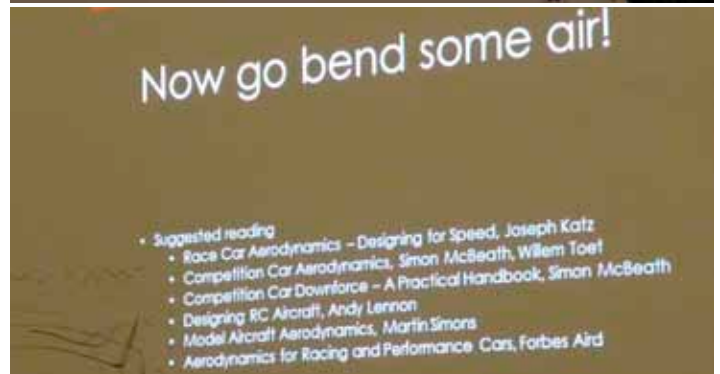 Now go bend some air!
• Suggested reading
• Race Car Aerodynamics – Designing for Speed, Joseph Katz
• Competition Car Aerodynamics, Simon McBeath, Willem Toet
• Competition Car Downforce – A Practical Handbook, Simon McBeath
• Designing RC Aircraft, Andy Lennon
• Model Aircraft Aerodynamics, Martin Simons
• Aerodynamics for Racing and Performance Cars, Forbes Aird